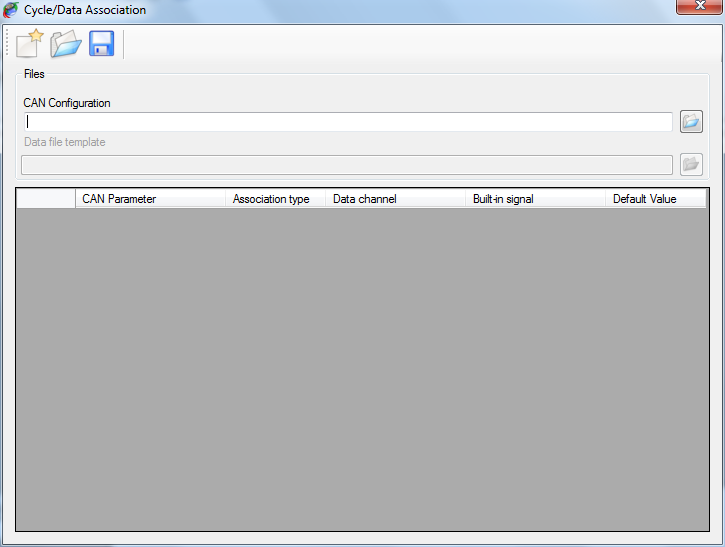 Cycle/Data Association
Files
CAN Configuration
Data file template
CAN Parameter Association type Data channel Built-in signal Default Value